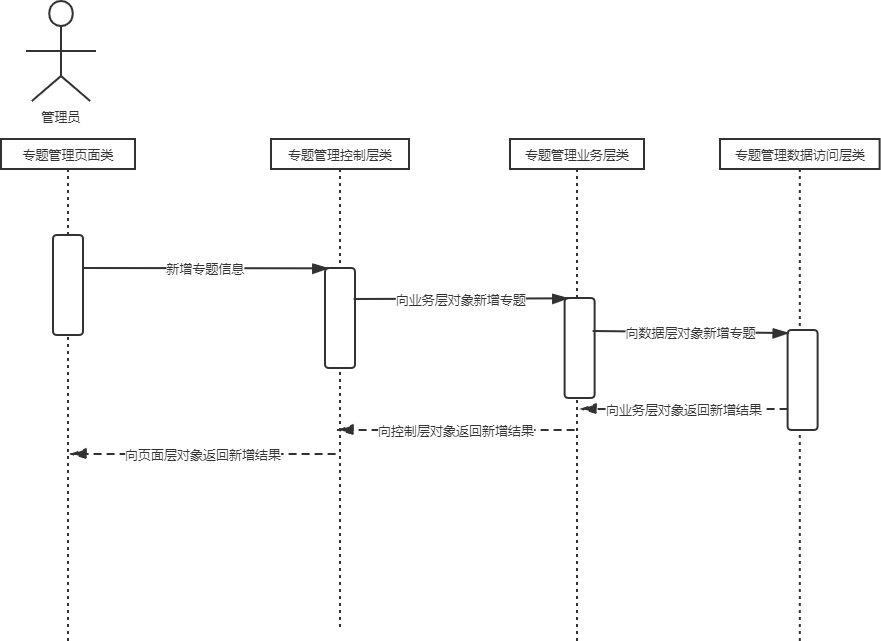 管理员
专题管理页面类
专题管理控制层类
专题管理业务层类
专题管理数据访问层类
新增专题信息
向业务层对象新增专题
向数据层对象新增专题
向业务层对象返回新增结果
向控制层对象返回新增结果
向页面层对象返回新增结果